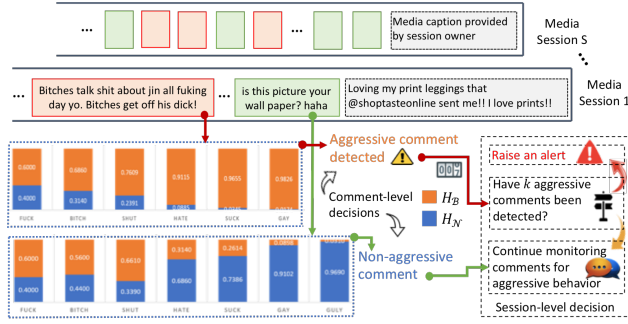 ...
...
Media caption provided
by session owner
Media
Session S
...
Bitches talk shit about jin all fuking
day yo. Bitches get off his dick!
...
is this picture your
wall paper? haha
Loving my print leggings that
@shoptasteonline sent me!! I love prints!!
Media
Session 1
0.6000
0.6860
0.7609
0.9115
0.9655
0.9826
0.4000
0.3140
0.2391
FUCK
BITCH
SHUT
HATE
SUCK
GAY
Aggressive comment
detected
007
Comment-level
decisions
H_B
H_N
Raise an alert
Have k aggressive
comments been
detected?
0.6000
0.5600
0.6610
0.3140
0.2614
0.0898
0.4000
0.4400
0.3390
0.6860
0.7386
0.9102
0.9690
FUCK
BITCH
SHUT
HATE
SUCK
GAY
GULY
Non-aggressive
comment
Continue monitoring
comments for
aggressive behavior
Session-level decision